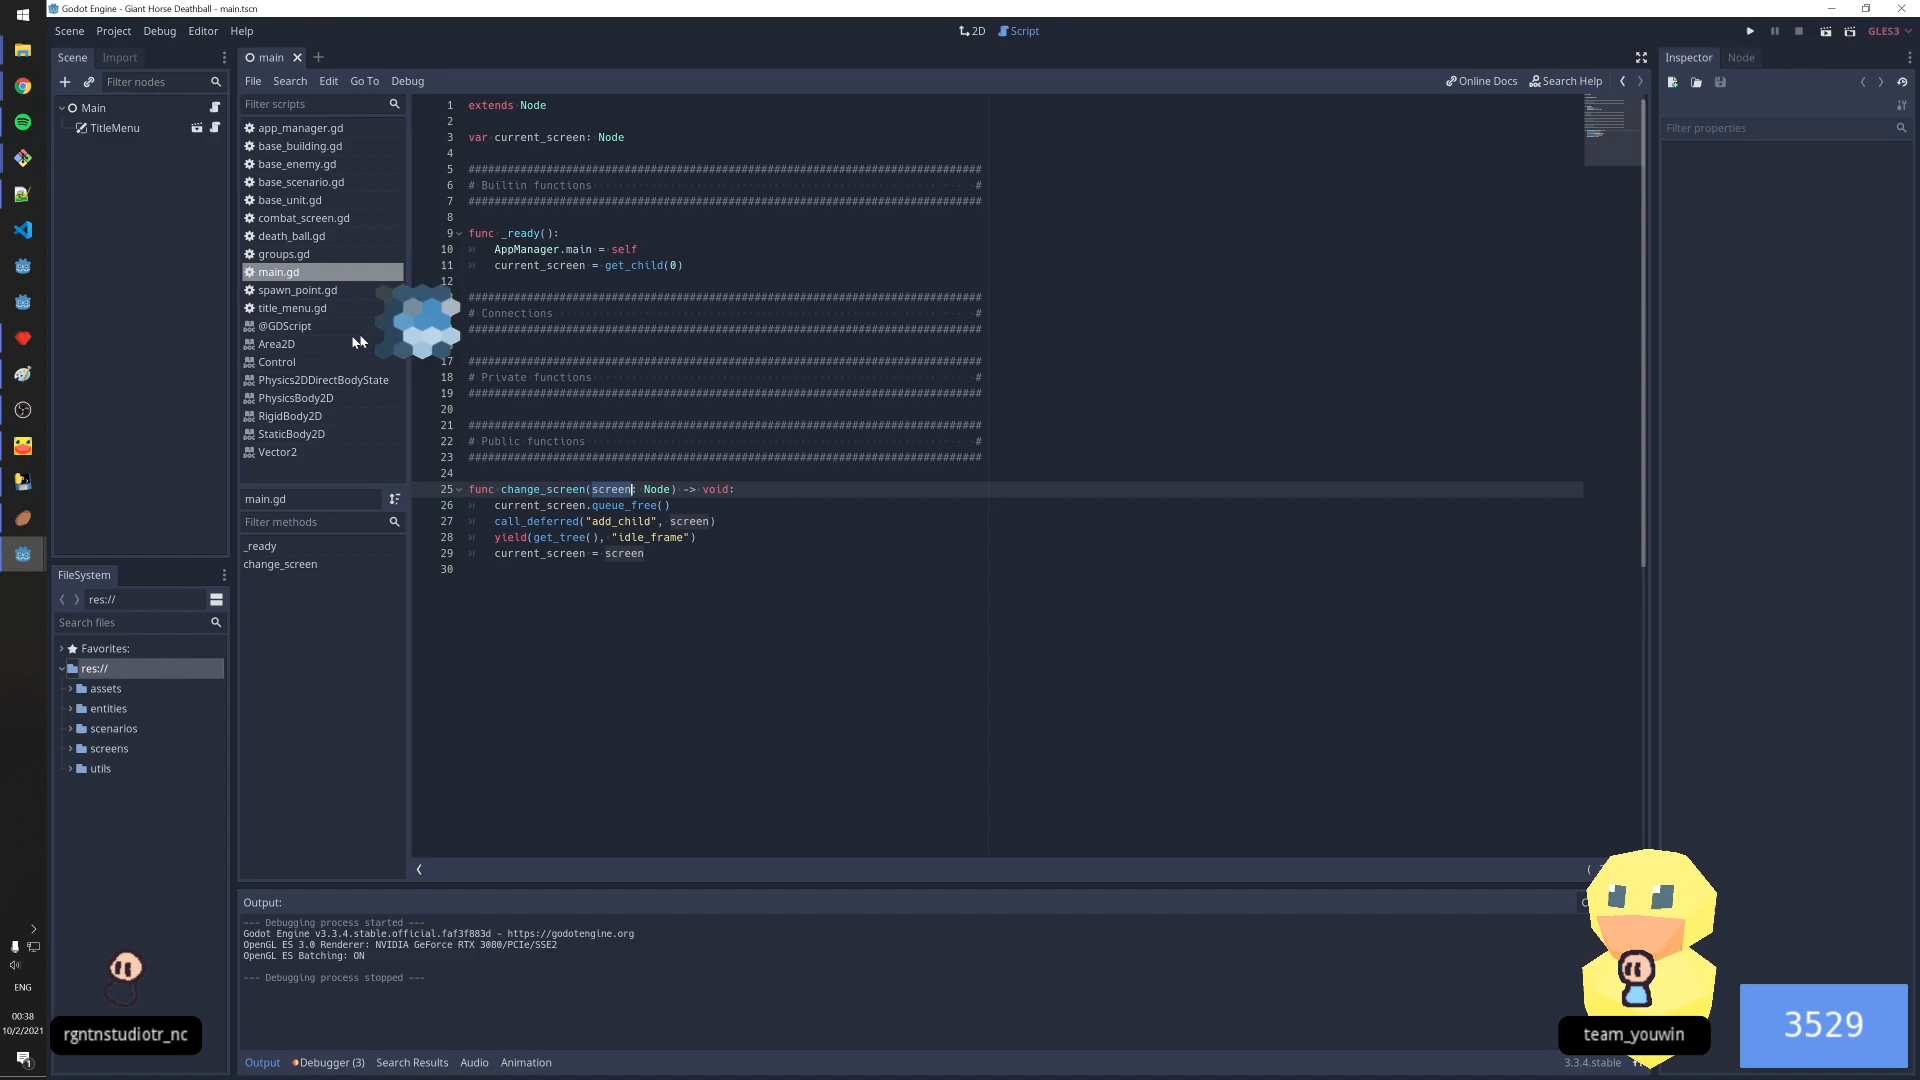 Godot Engine - Giant Horse Deathball - main.tscn
Scene Project Debug Editor Help
2D Script
GLES3
Scene Import
main
Inspector Node
Filter nodes
File Search Edit Go To Debug
Online Docs Search Help
Main
TitleMenu
Filter scripts
app_manager.gd
base_building.gd
base_enemy.gd
base_scenario.gd
base_unit.gd
combat_screen.gd
death_ball.gd
groups.gd
main.gd
spawn_point.gd
title_menu.gd
@GDScript
Area2D
Control
Physics2DDirectBodyState
PhysicsBody2D
RigidBody2D
StaticBody2D
Vector2
main.gd
Filter methods
_ready
change_screen
1 extends Node
2
3 var current_screen: Node
4
5 ################################################################################
6 # Builtin functions #
7 ################################################################################
8
9 func _ready():
10 AppManager.main = self
11 current_screen = get_child(0)
12
################################################################################
# Connections #
################################################################################
17 ################################################################################
18 # Private functions #
19 ################################################################################
20
21 ################################################################################
22 # Public functions #
23 ################################################################################
24
25 func change_screen(screen: Node) -> void:
26 current_screen.queue_free()
27 call_deferred("add_child", screen)
28 yield(get_tree(), "idle_frame")
29 current_screen = screen
30
Filter properties
FileSystem
res://
Search files
Favorites:
res://
assets
entities
scenarios
screens
utils
Output:
--- Debugging process started ---
Godot Engine v3.3.4.stable.official.faf3f883d - https://godotengine.org
OpenGL ES 3.0 Renderer: NVIDIA GeForce RTX 3080/PCIe/SSE2
OpenGL ES Batching: ON
--- Debugging process stopped ---
Output Debugger (3) Search Results Audio Animation
3.3.4.stable
ENG
00:38
10/2/2021
1
rgntnstudiotr_nc
team_youwin
3529